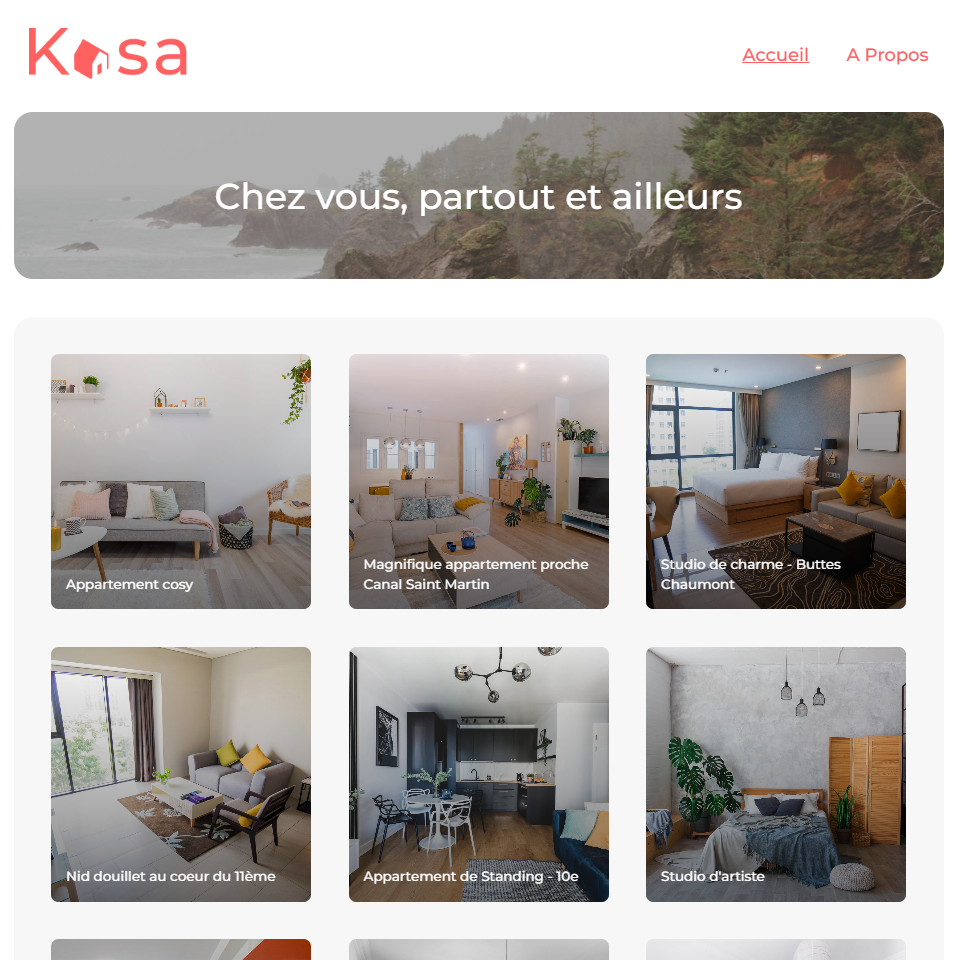 Kasa
Accueil
A Propos
Chez vous, partout et ailleurs
Appartement cosy
Magnifique appartement proche
Canal Saint Martin
Studio de charme - Buttes
Chaumont
Nid douillet au coeur du 11ème
Appartement de Standing - 10e
Studio d'artiste